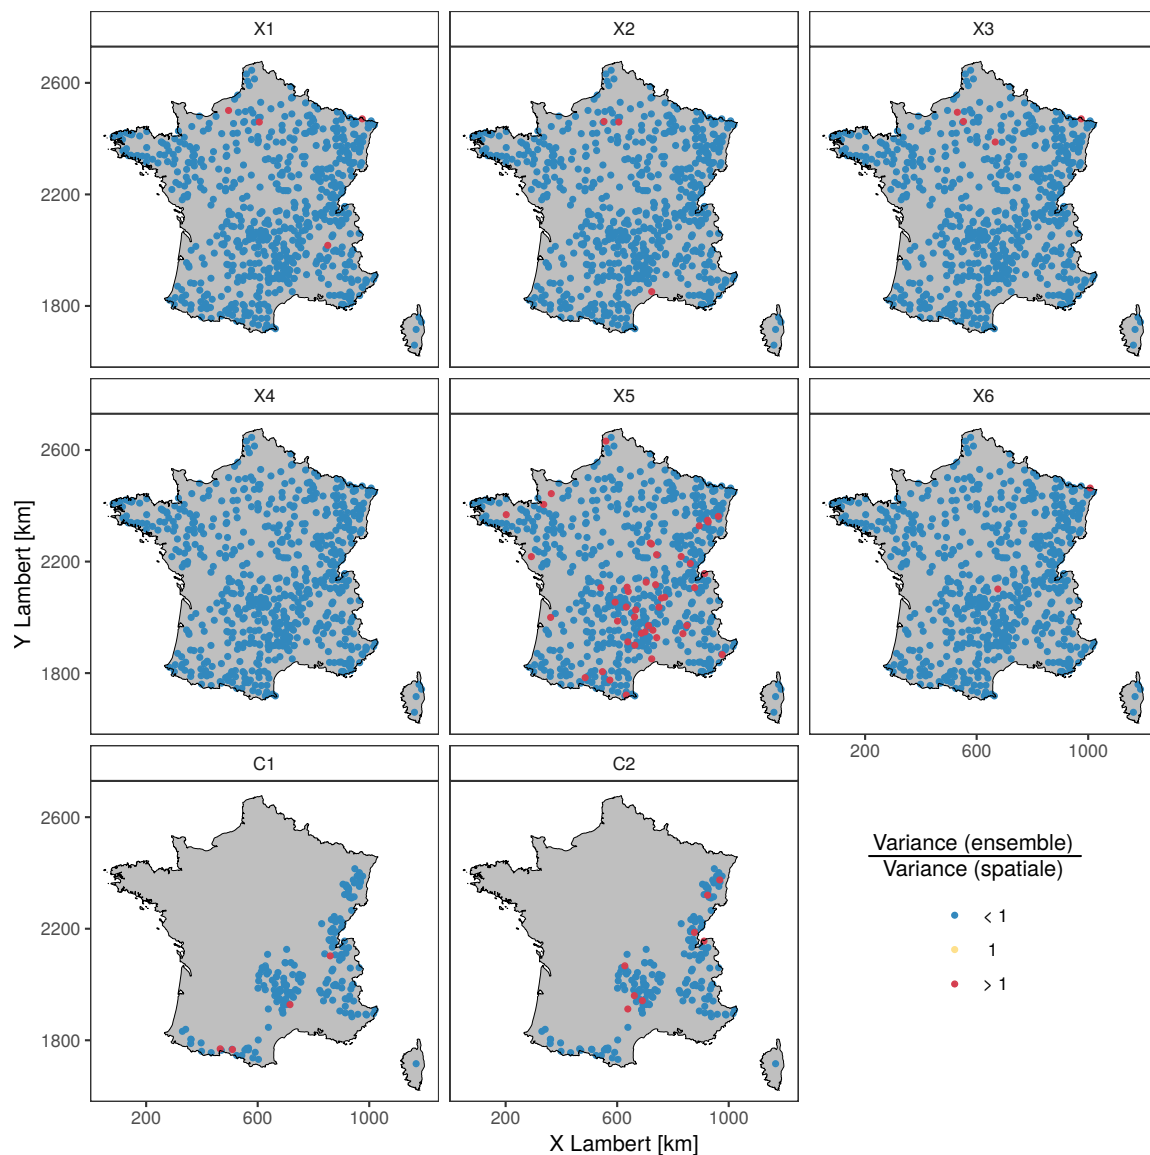 X1 X2 X3
2600
2200
1800
X4 X5 X6
2600
2200
1800
200 600 1000
Y Lambert [km]
C1 C2
2600
2200
1800
200 600 1000 200 600 1000
X Lambert [km]
Variance (ensemble)
Variance (spatiale)
< 1
1
> 1